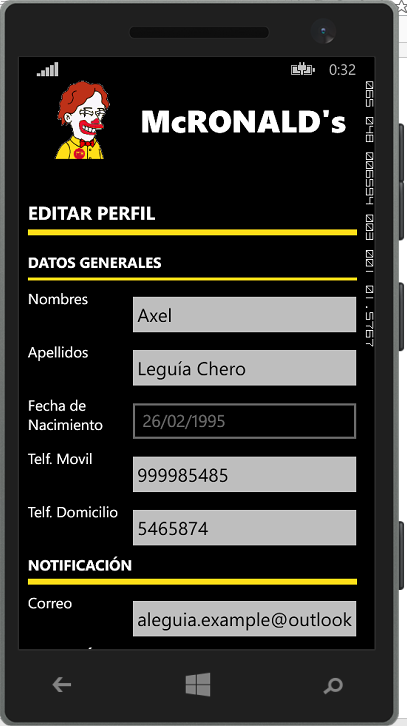 0:32
McRONALD's
EDITAR PERFIL
DATOS GENERALES
Nombres
Axel
Apellidos
Leguía Chero
Fecha de
Nacimiento
26/02/1995
Telf. Movil
999985485
Telf. Domicilio
5465874
NOTIFICACIÓN
Correo
aleguia.example@outlook
065 048 006594 003 001 01.5767